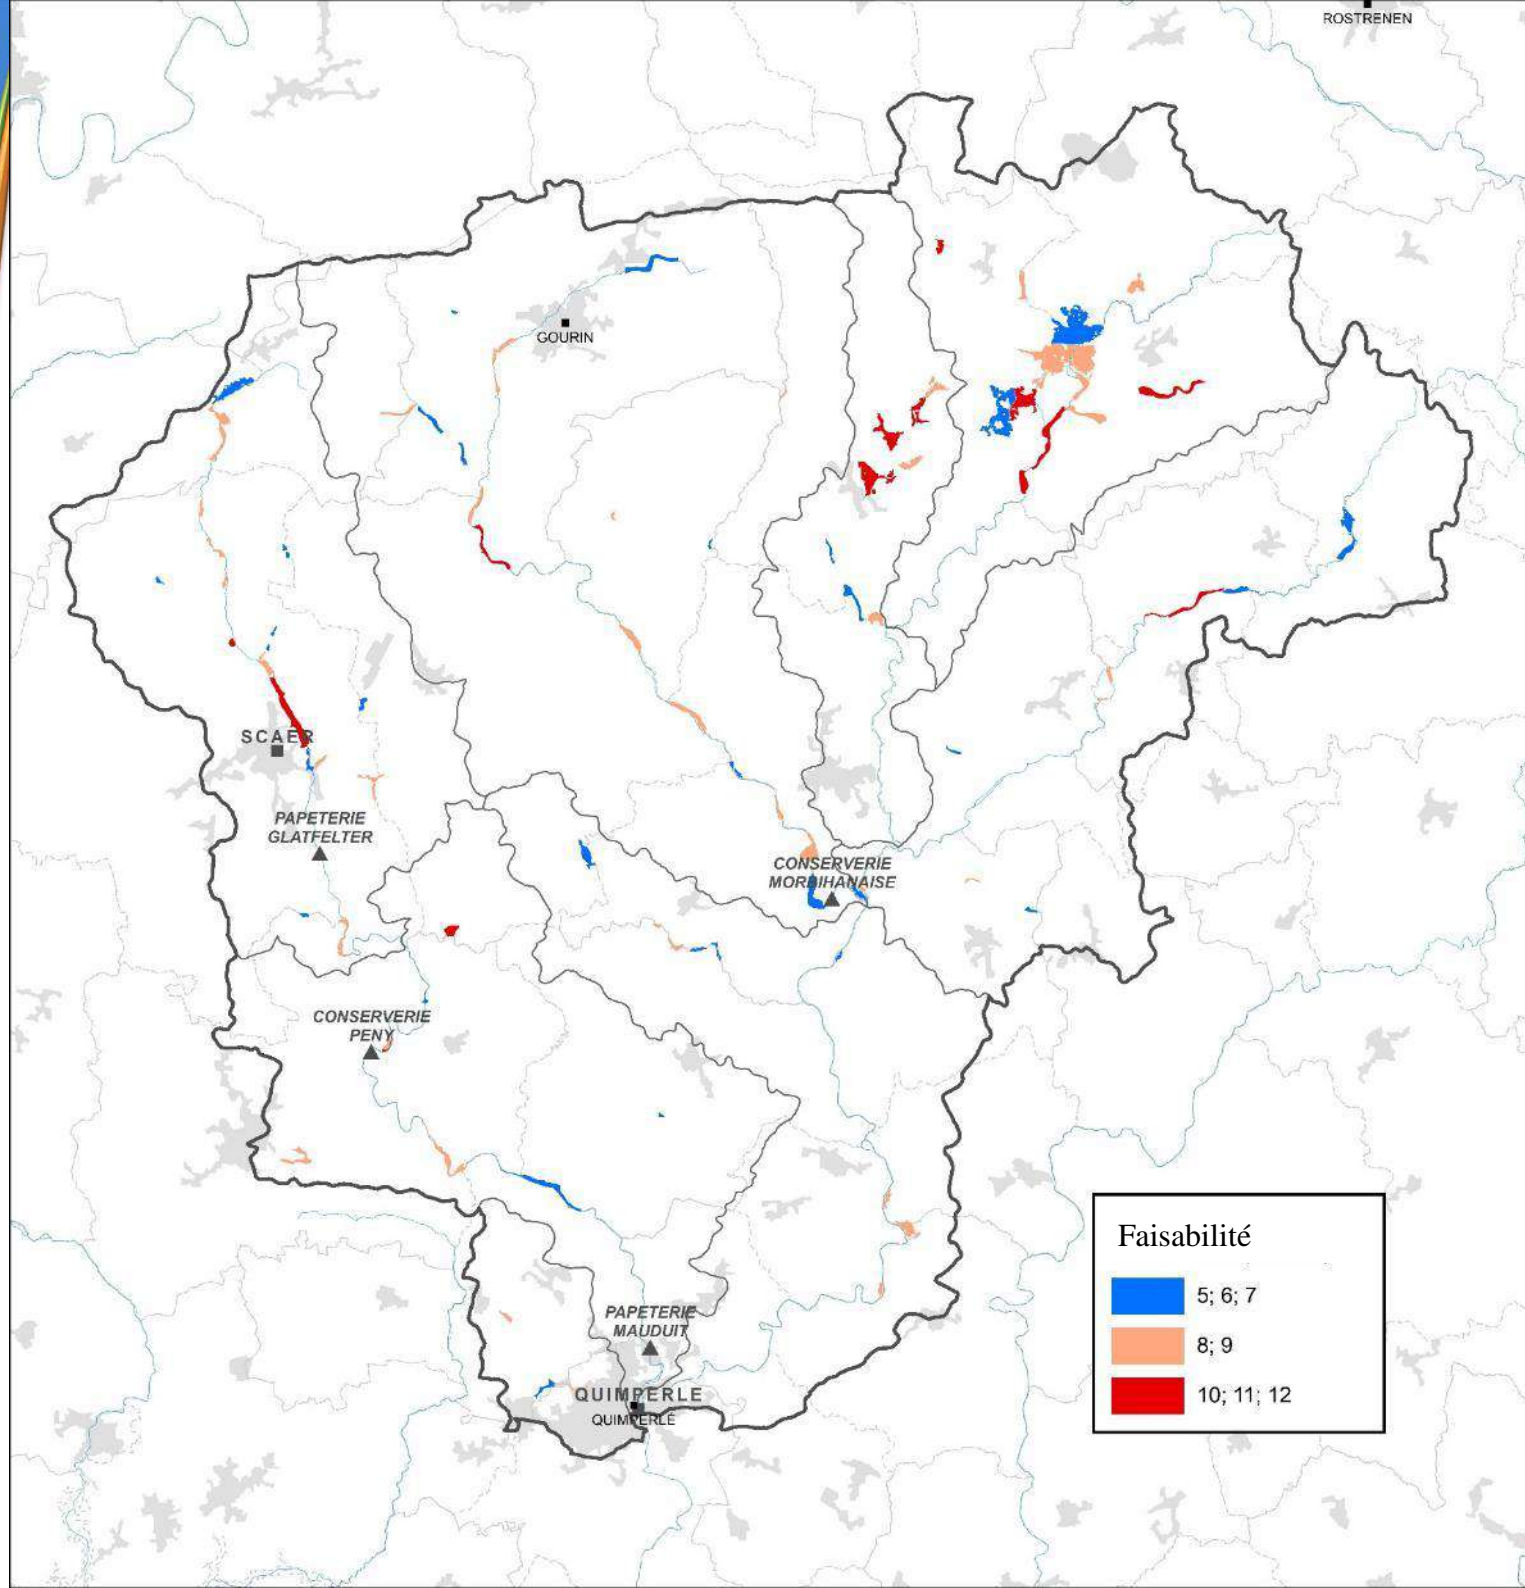 ROSTRENEN
GOURIN
SCAER
PAPETERIE
GLATFELTER
CONSERVERIE
MORBIHANAISE
CONSERVERIE
PENY
Faisabilité
5; 6; 7
8; 9
10; 11; 12
PAPETERIE
MAUDUIT
QUIMPERLE
QUIMPERLÉ